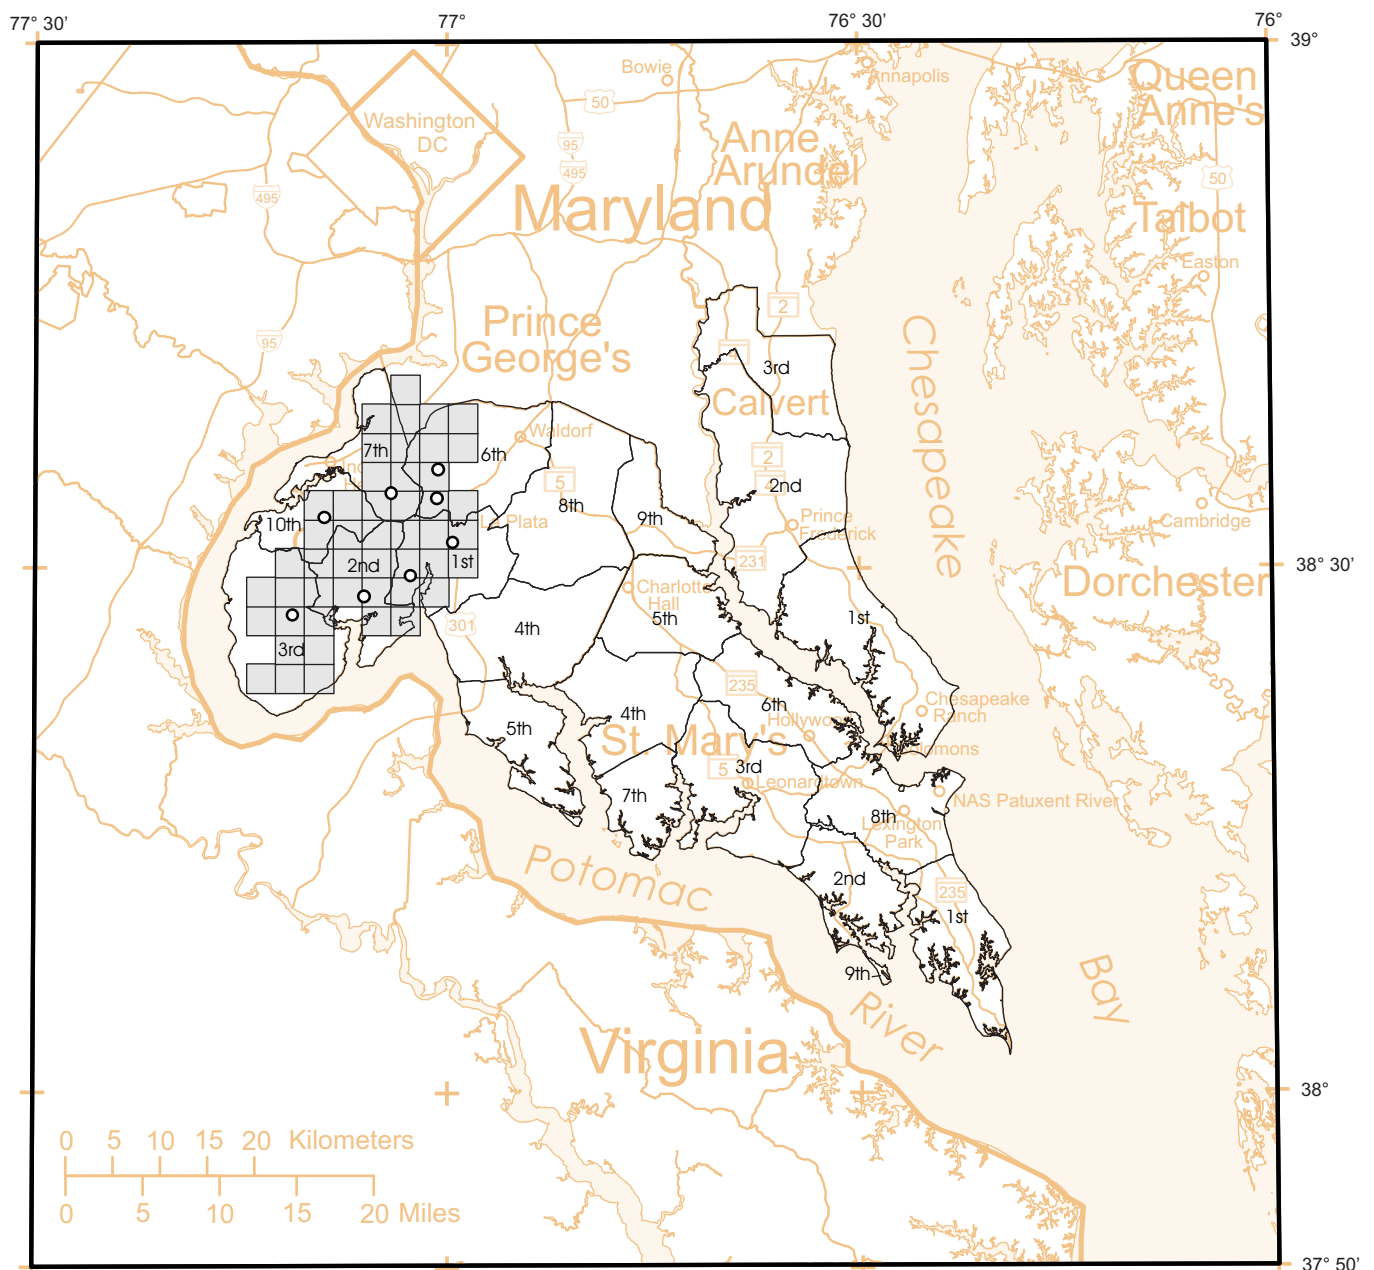 77° 30’
77°
76° 30’
76°
39°
Bowie
Annapolis
Queen
Anne's
50
Washington
DC
95
Anne
Arundel
495
495
50
Maryland
Talbot
Easton
2
Prince
George's
95
Chesapeake
4
3rd
Calvert
Waldorf
7th
6th
2
5
4
2nd
8th
10th
La Plata
9th
Prince
Frederick
Cambridge
2nd
1st
231
38° 30’
Dorchester
Charlotte
Hall
301
4th
5th
1st
3rd
235
Chesapeake
Ranch
6th
4th
Hollywood
5th
St. Mary's
Solomons
5
3rd
Leonardtown
7th
NAS Patuxent River
8th
Lexington
Park
Potomac
2nd
235
1st
9th
Bay
River
Virginia
38°
0 5 10 15 20 Kilometers
0 5 10 15 20 Miles
37° 50’